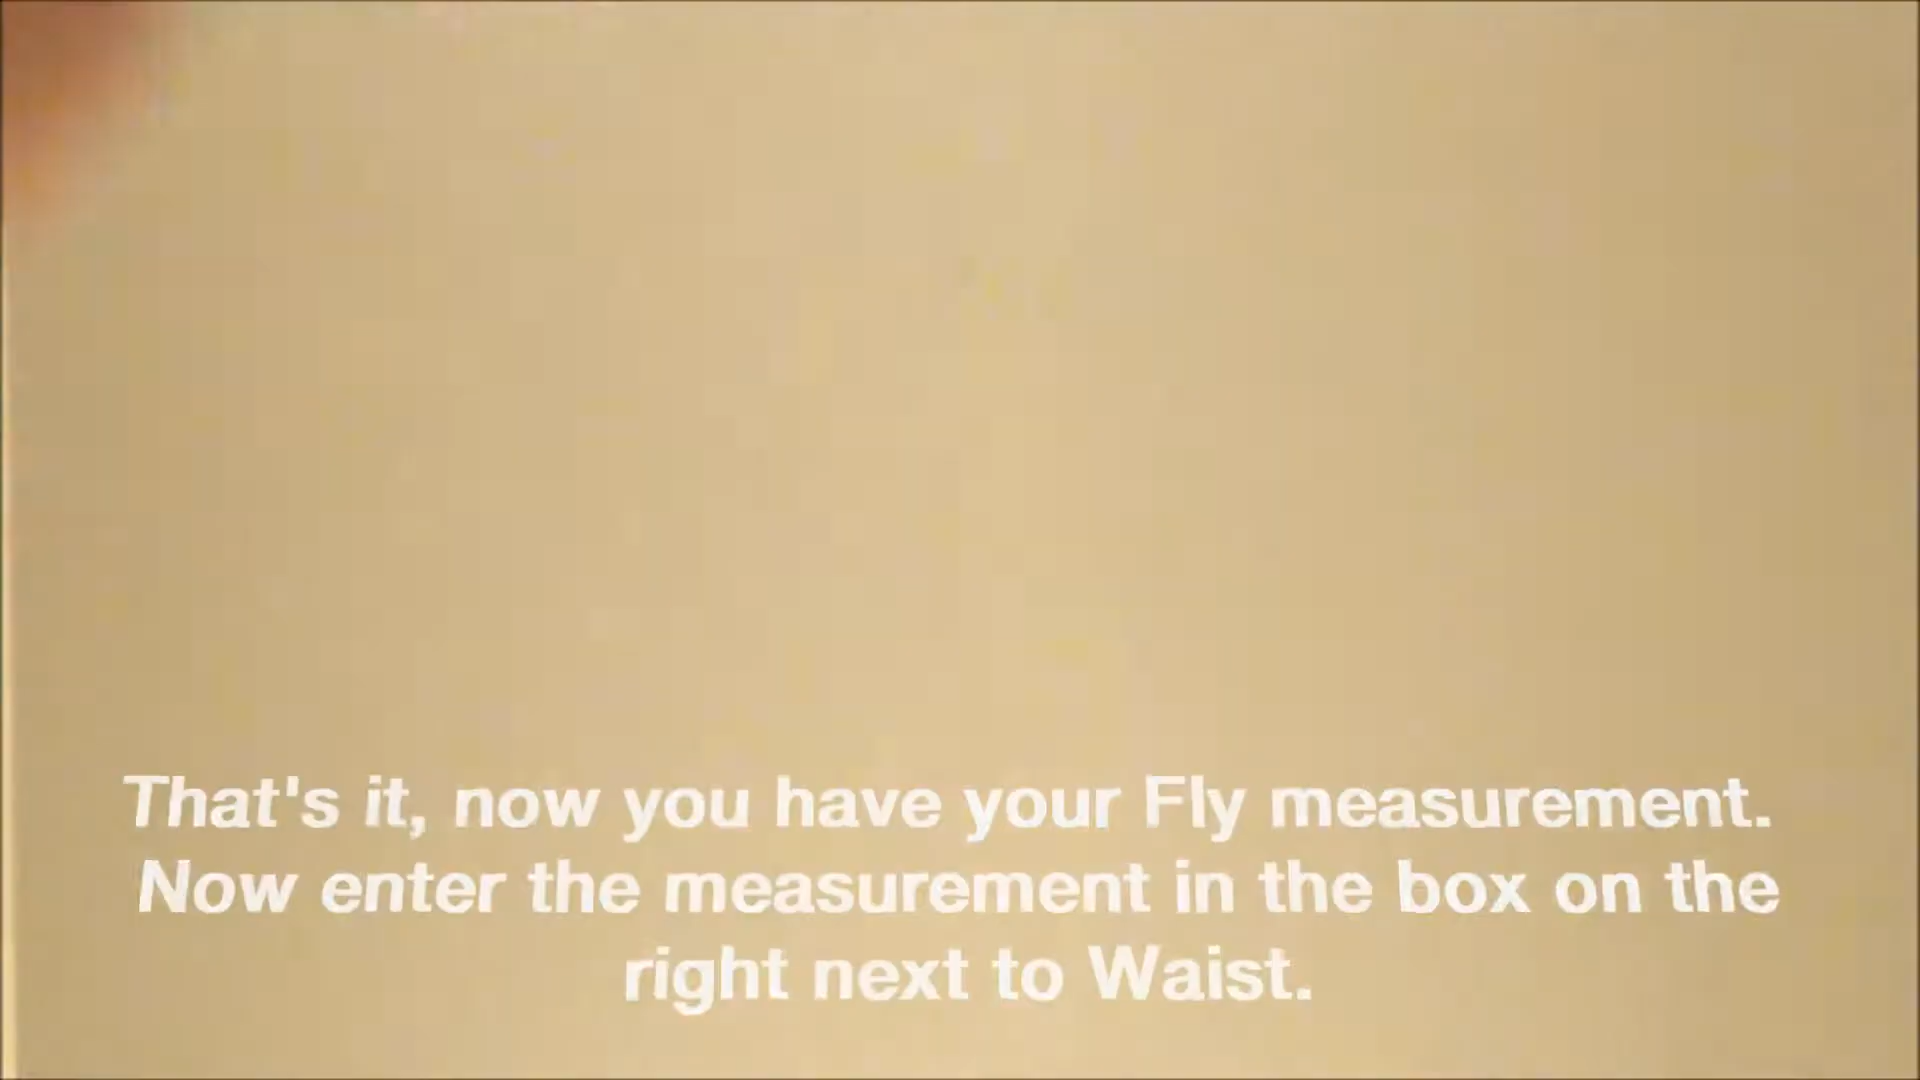 That's it, now you have your Fly measurement.
Now enter the measurement in the box on the
right next to Waist.